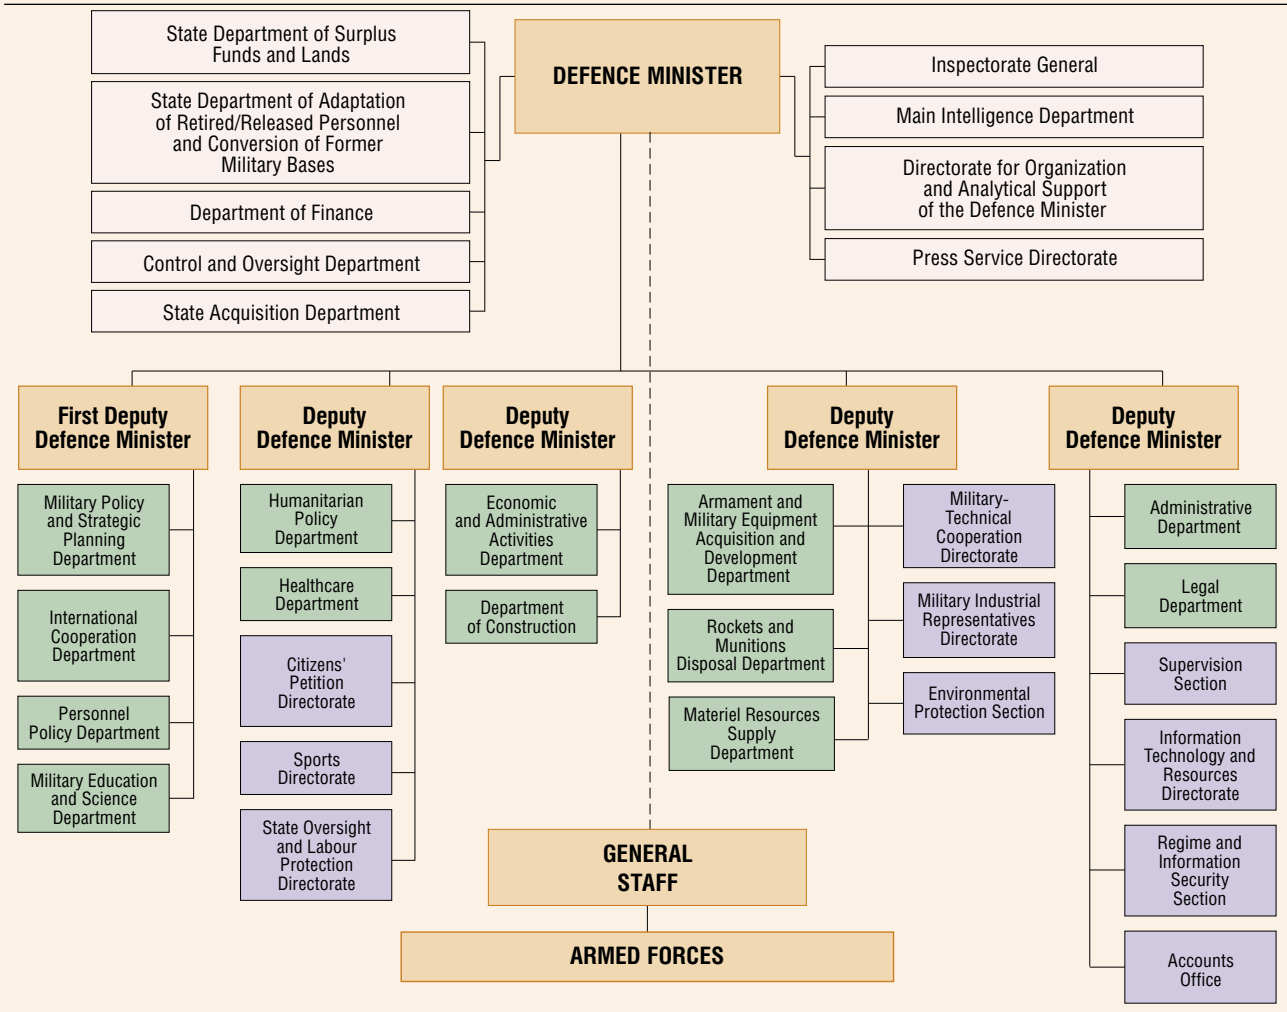 State Department of Surplus
Funds and Lands
State Department of Adaptation
of Retired/Released Personnel
and Conversion of Former
Military Bases
Department of Finance
Control and Oversight Department
State Acquisition Department
DEFENCE MINISTER
Inspectorate General
Main Intelligence Department
Directorate for Organization
and Analytical Support
of the Defence Minister
Press Service Directorate
First Deputy
Defence Minister
Military Policy
and Strategic
Planning
Department
International
Cooperation
Department
Personnel
Policy Department
Military Education
and Science
Department
Deputy
Defence Minister
Humanitarian
Policy
Department
Healthcare
Department
Citizens'
Petition
Directorate
Sports
Directorate
State Oversight
and Labour
Protection
Directorate
Deputy
Defence Minister
Economic
and Administrative
Activities
Department
Department
of Construction
Deputy
Defence Minister
Armament and
Military Equipment
Acquisition and
Development
Department
Rockets and
Munitions
Disposal Department
Materiel Resources
Supply
Department
Military-
Technical
Cooperation
Directorate
Military Industrial
Representatives
Directorate
Environmental
Protection Section
Deputy
Defence Minister
Administrative
Department
Legal
Department
Supervision
Section
Information
Technology and
Resources
Directorate
Regime and
Information
Security
Section
Accounts
Office
GENERAL
STAFF
ARMED FORCES